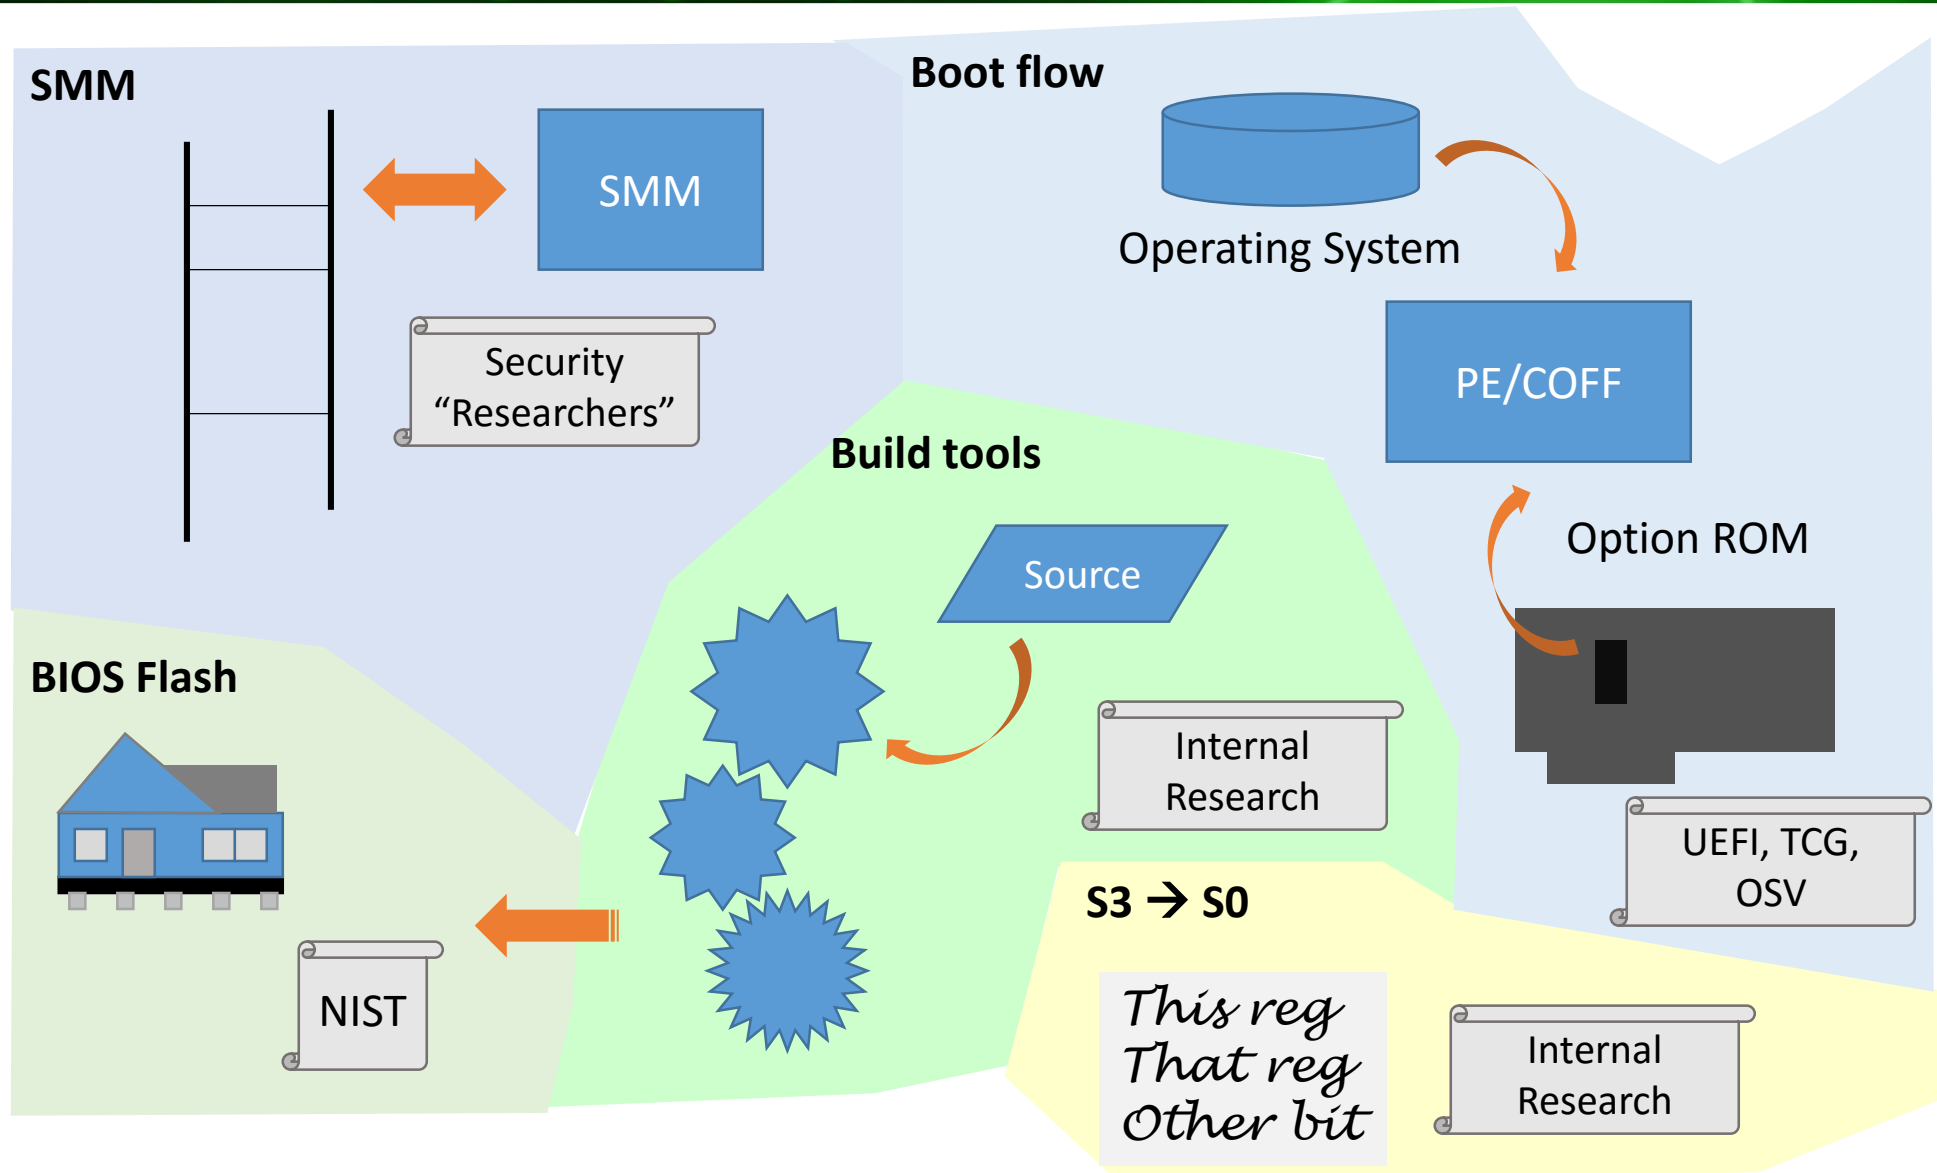 SMM
SMM
Security
“Researchers”
Boot flow
Operating System
PE/COFF
Option ROM
UEFI, TCG,
OSV
Build tools
Source
Internal
Research
BIOS Flash
NIST
S3 → S0
This reg
That reg
Other bit
Internal
Research